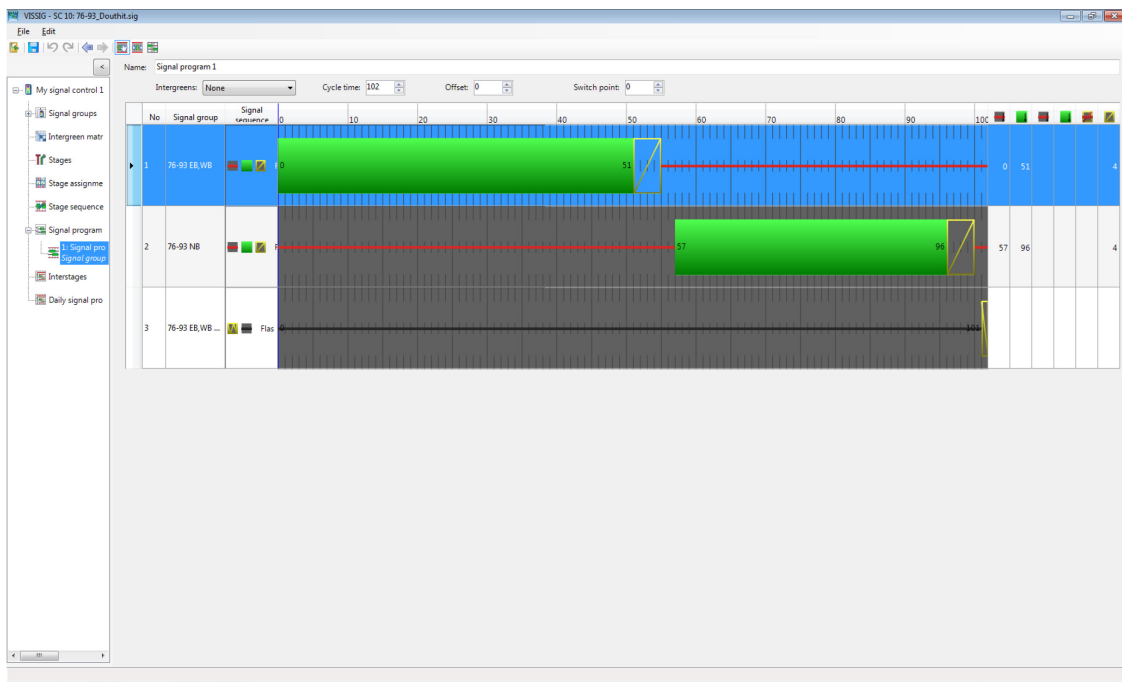 VISSIG - SC 10: 76-93_Douthit.sig
File Edit
<
Name: Signal program 1
My signal control 1
Intergreens: None Cycle time: 102 Offset: 0 Switch point: 0
Signal groups
Intergreen matr
Stages
Stage assignme
Stage sequence
Signal program
1: Signal pro
Signal group
Interstages
Daily signal pro
No Signal group Signal sequence 0 10 20 30 40 50 60 70 80 90 100
1 76-93 EB,WB 0 51 0 51 4
2 76-93 NB 57 96 57 96 4
3 76-93 EB,WB ... Flas 0 101